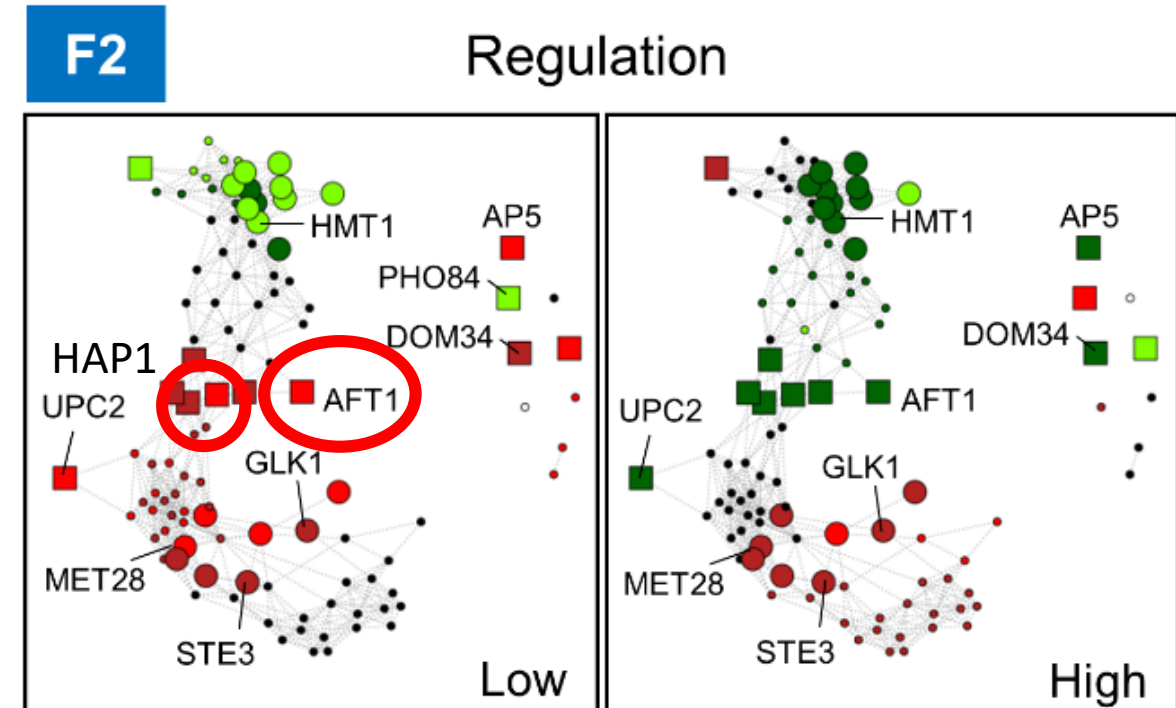 F2
Regulation
HMT1
AP5
PHO84
DOM34
HAP1
AFT1
UPC2
GLK1
MET28
STE3
Low
HMT1
AP5
DOM34
AFT1
UPC2
GLK1
MET28
STE3
High